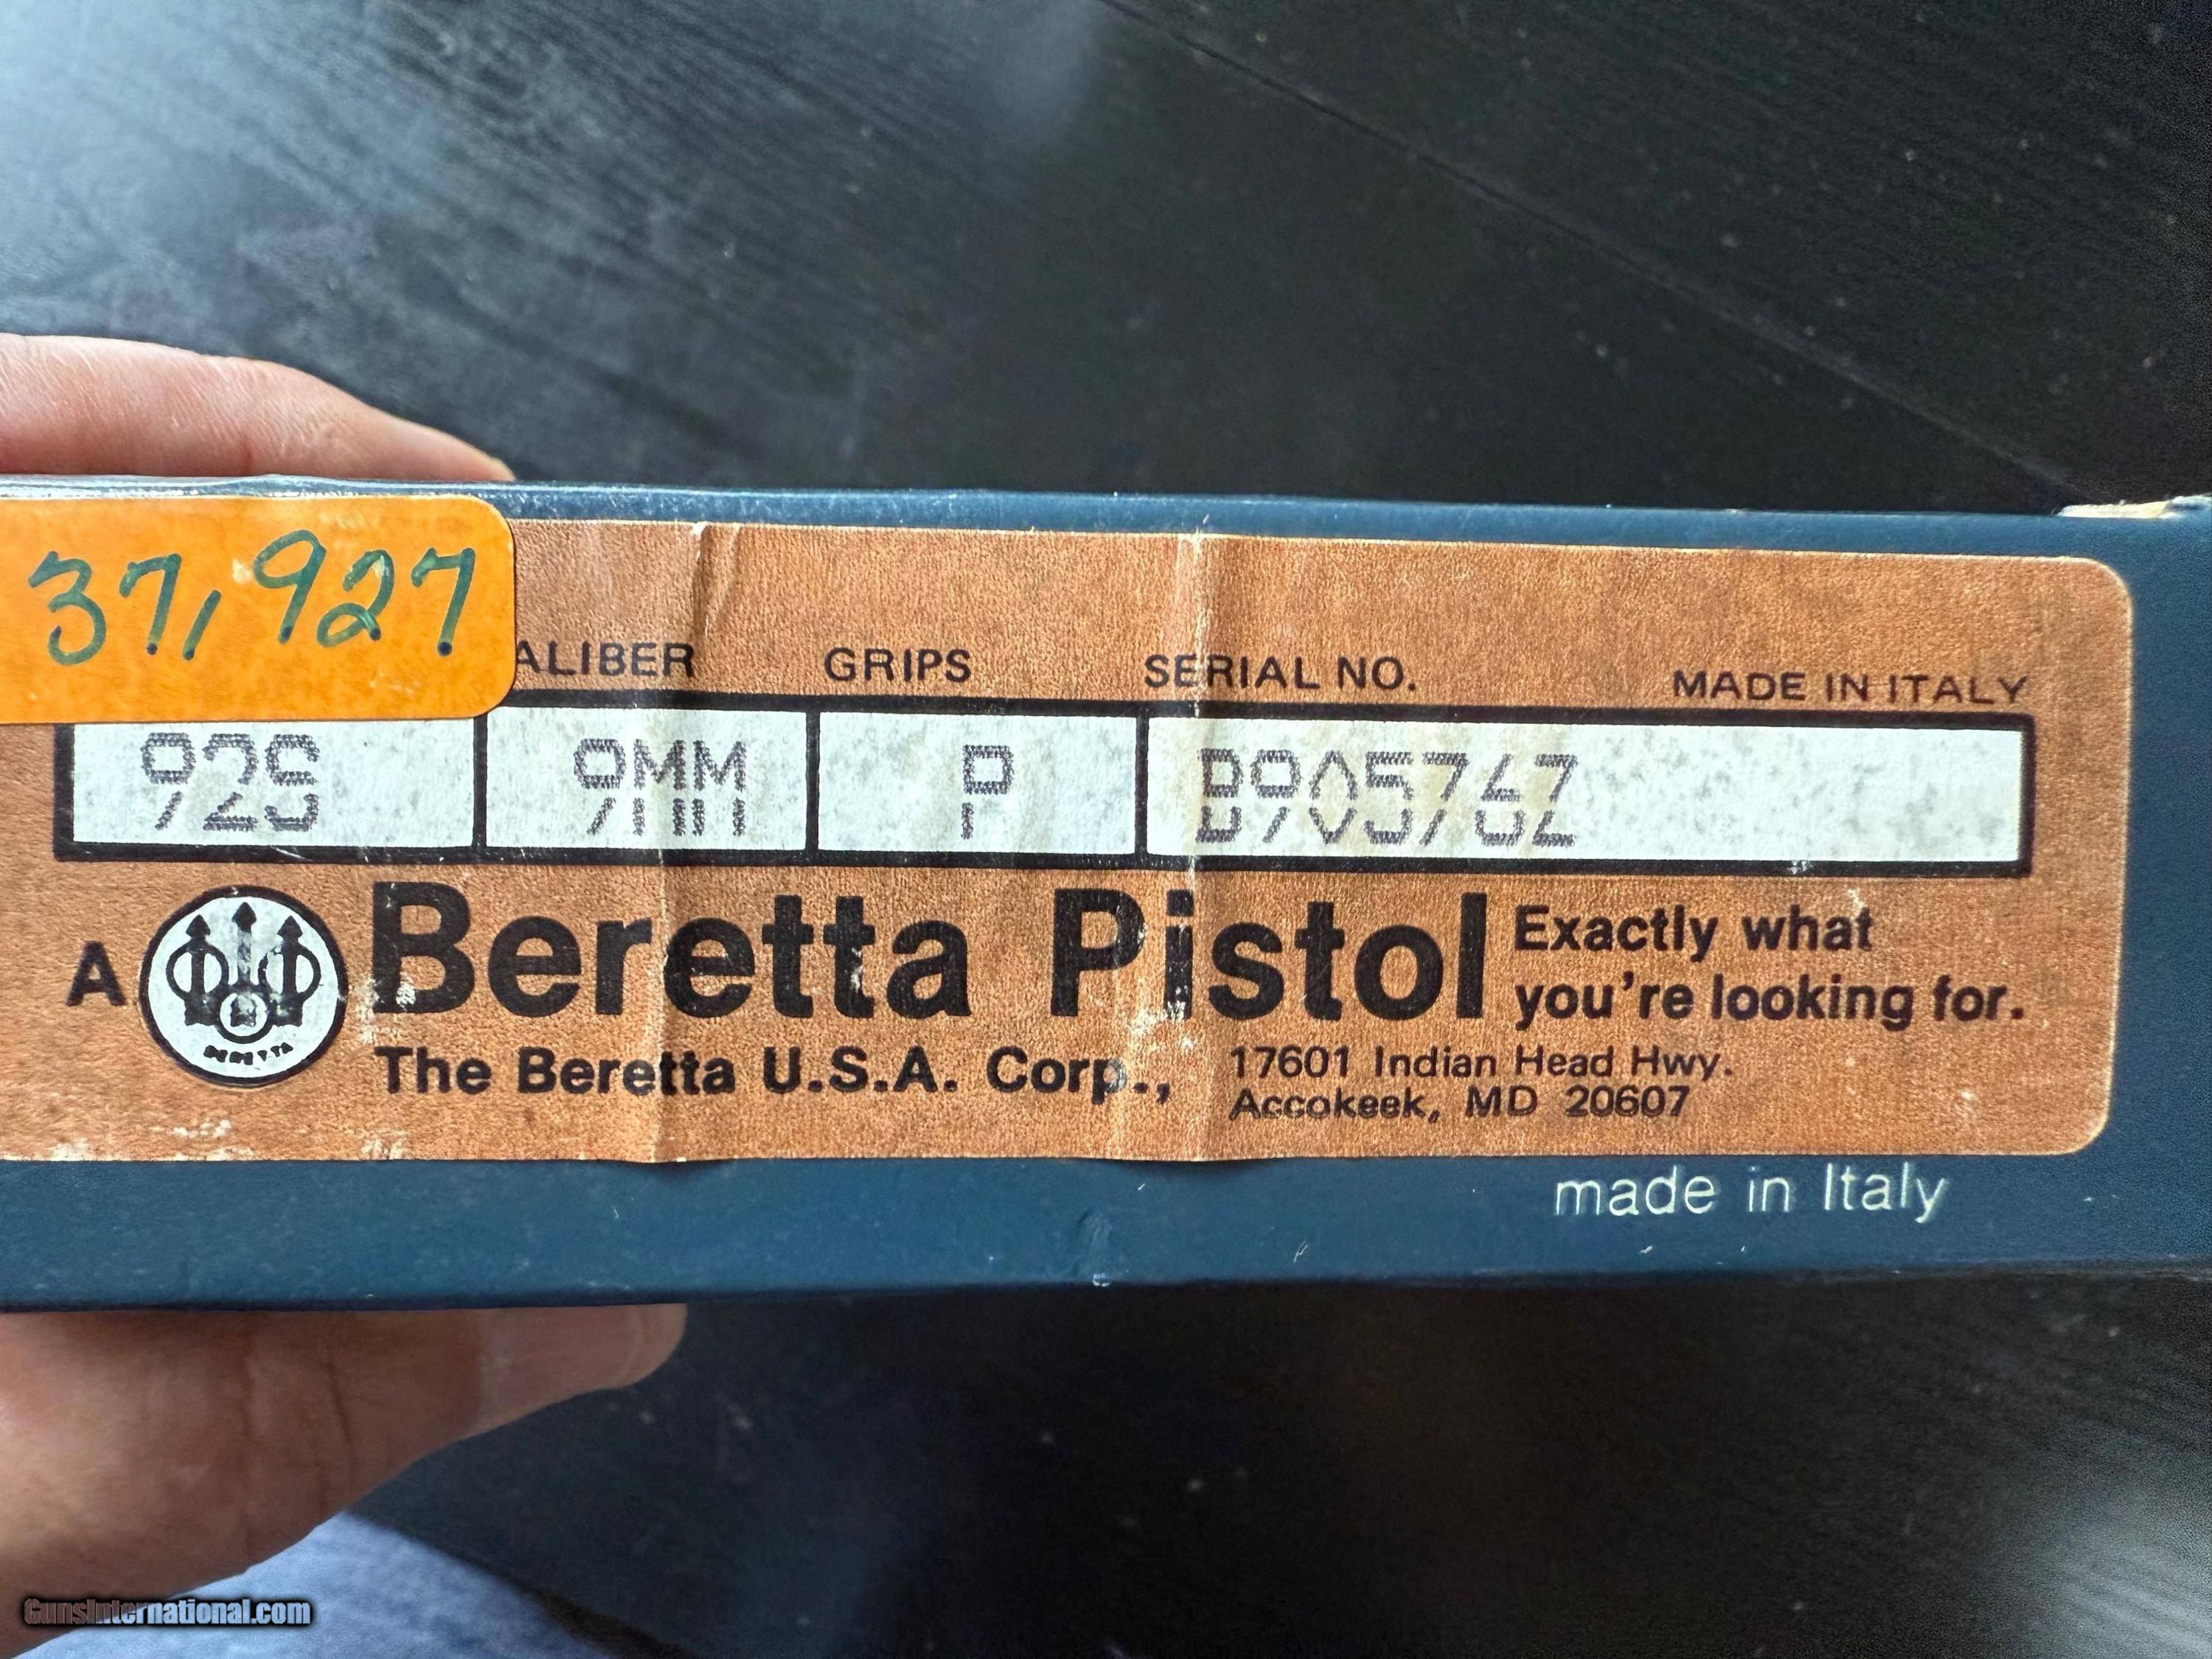 37,927
ALIBER GRIPS SERIAL NO. MADE IN ITALY
92S 9MM P B90576Z
A Beretta Pistol Exactly what
you're looking for.
BERETTA
The Beretta U.S.A. Corp., 17601 Indian Head Hwy.
Accokeek, MD 20607
made in Italy
GunsInternational.com